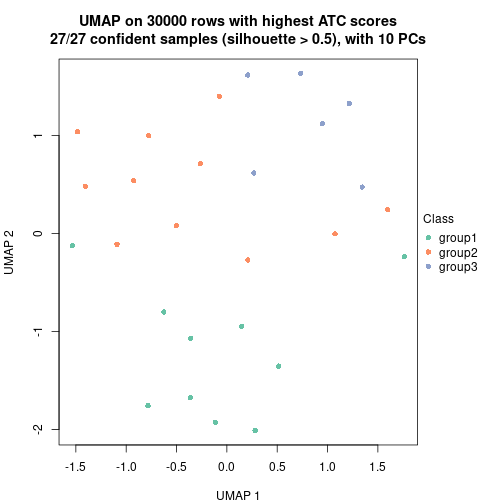 UMAP on 30000 rows with highest ATC scores
27/27 confident samples (silhouette > 0.5), with 10 PCs
1
0
-1
-2
UMAP 2
-1.5 -1.0 -0.5 0.0 0.5 1.0 1.5
UMAP 1
Class
group1
group2
group3